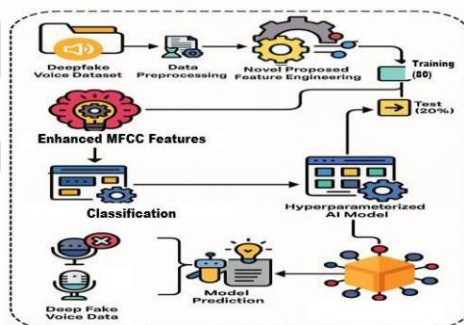 Deepfake
Voice Dataset
Data
Preprocessing
Novel Proposed
Feature Engineering
Training
(80)
Test
(20%)
Enhanced MFCC Features
Classification
Hyperparameterized
AI Model
Deep Fake
Voice Data
Model
Prediction